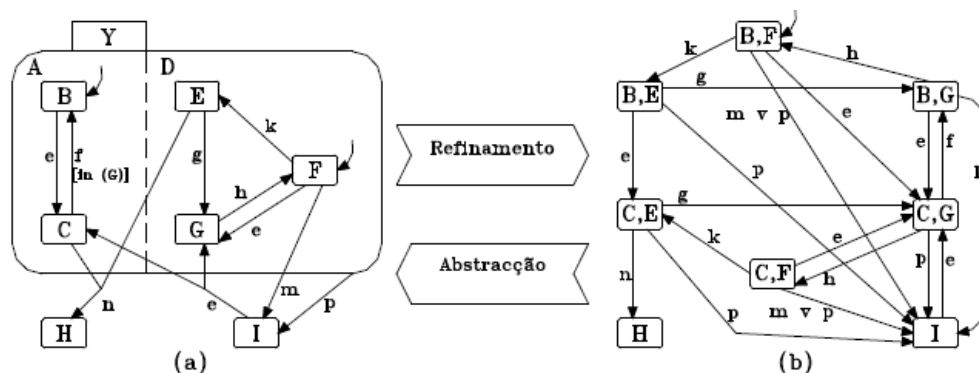 Y
A
D
B
E
e
f
[in (G)]
g
k
F
h
C
G
e
n
e
m
p
H
I
(a)
Refinamento
Abstracção
B,F
k
h
B,E
g
B,G
m v p
e
e
f
e
p
p
C,E
g
C,G
k
e
C,F
h
p
e
n
p
m v p
H
I
(b)